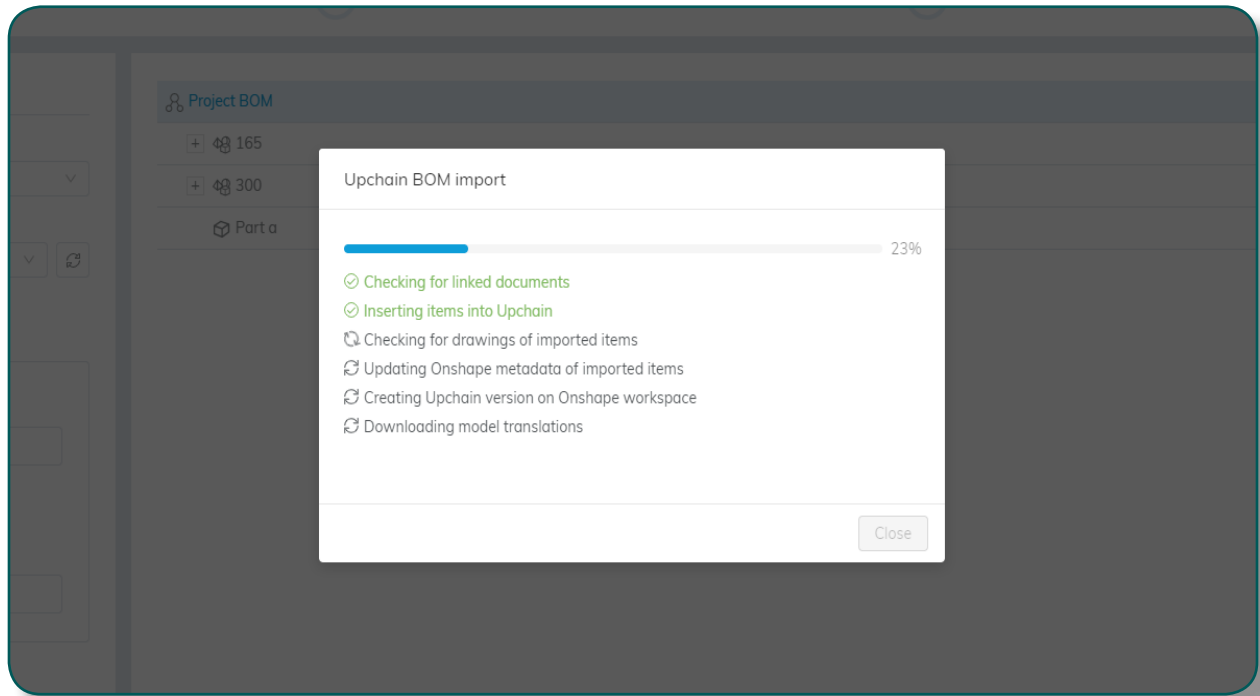 Project BOM
165
300
Part a
Upchain BOM import
23%
Checking for linked documents
Inserting items into Upchain
Checking for drawings of imported items
Updating Onshape metadata of imported items
Creating Upchain version on Onshape workspace
Downloading model translations
Close